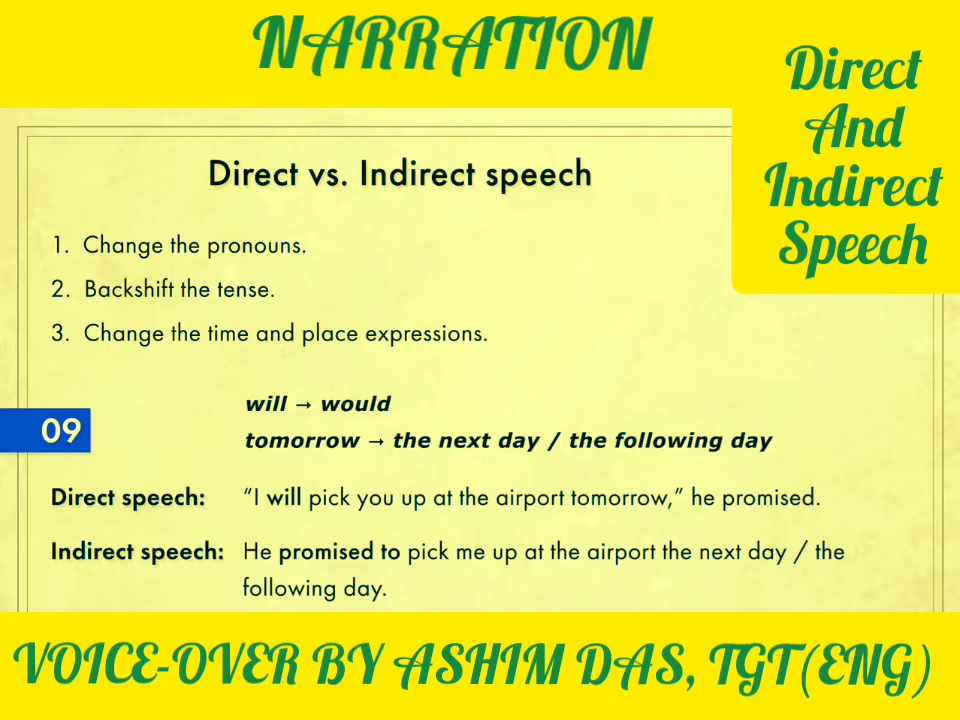 NARRATION
Direct
And
Indirect
Speech
Direct vs. Indirect speech
1. Change the pronouns.
2. Backshift the tense.
3. Change the time and place expressions.
will → would
tomorrow → the next day / the following day
09
Direct speech: “I will pick you up at the airport tomorrow,” he promised.
Indirect speech: He promised to pick me up at the airport the next day / the
following day.
VOICE-OVER BY ASHIM DAS, TGT(ENG)